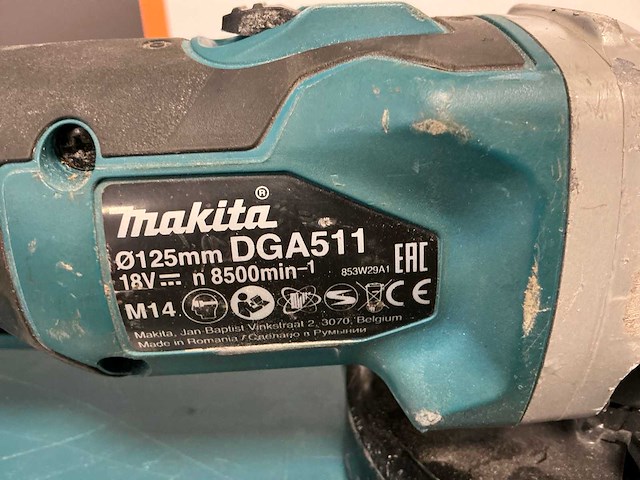 makita®
Ø125mm DGA511
18V⎓ n 8500min-1 853W29A1 EAC
M14 CE
Makita, Jan-Baptist Vinkstraat 2, 3070, Belgium
Made in Romania / Сделано в Румынии